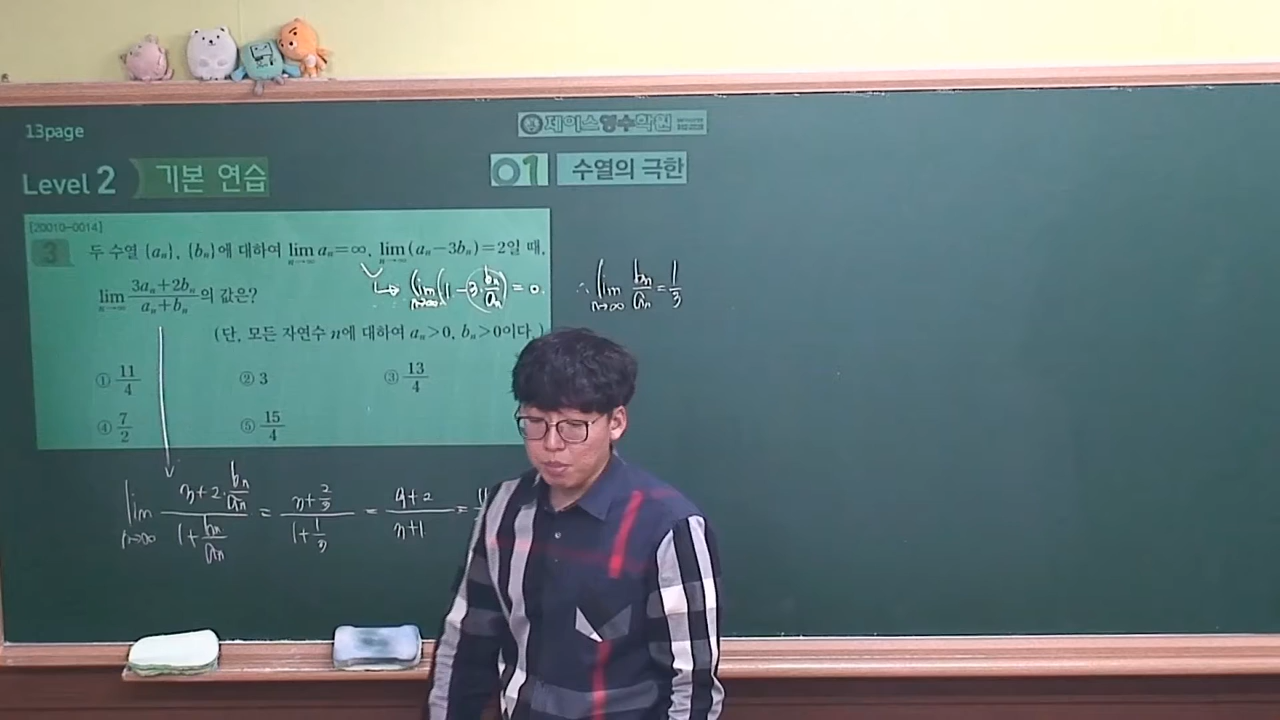 13page
제이스영수학원
Level 2 기본 연습
01 수열의 극한
[20010-0014]
3 두 수열 {aₙ}, {bₙ}에 대하여 lim_{n→∞} aₙ=∞, lim_{n→∞} (aₙ-3bₙ)=2일 때,
lim_{n→∞} (3aₙ+2bₙ)/(aₙ+bₙ)의 값은?
↳ lim_{n→∞} (1-3·bₙ/aₙ)=0. ∴ lim_{n→∞} bₙ/aₙ=1/3
(단, 모든 자연수 n에 대하여 aₙ>0, bₙ>0이다.)
① 11/4 ② 3 ③ 13/4
④ 7/2 ⑤ 15/4
lim_{n→∞} (3+2·bₙ/aₙ)/(1+bₙ/aₙ) = (3+2/3)/(1+1/3) = (9+2)/(3+1) =